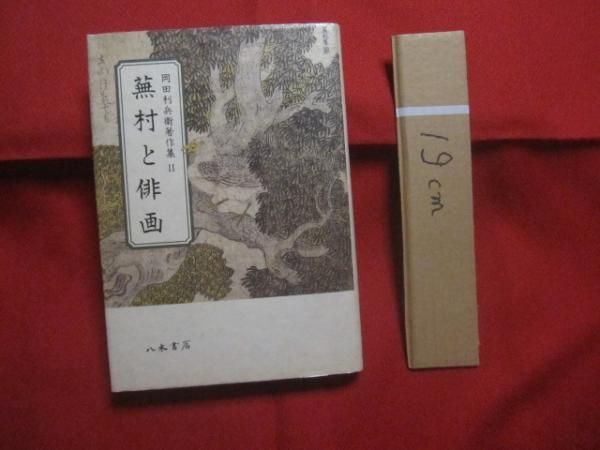 岡田利兵衞著作集 II
蕪村と俳画
八木書店
19cm